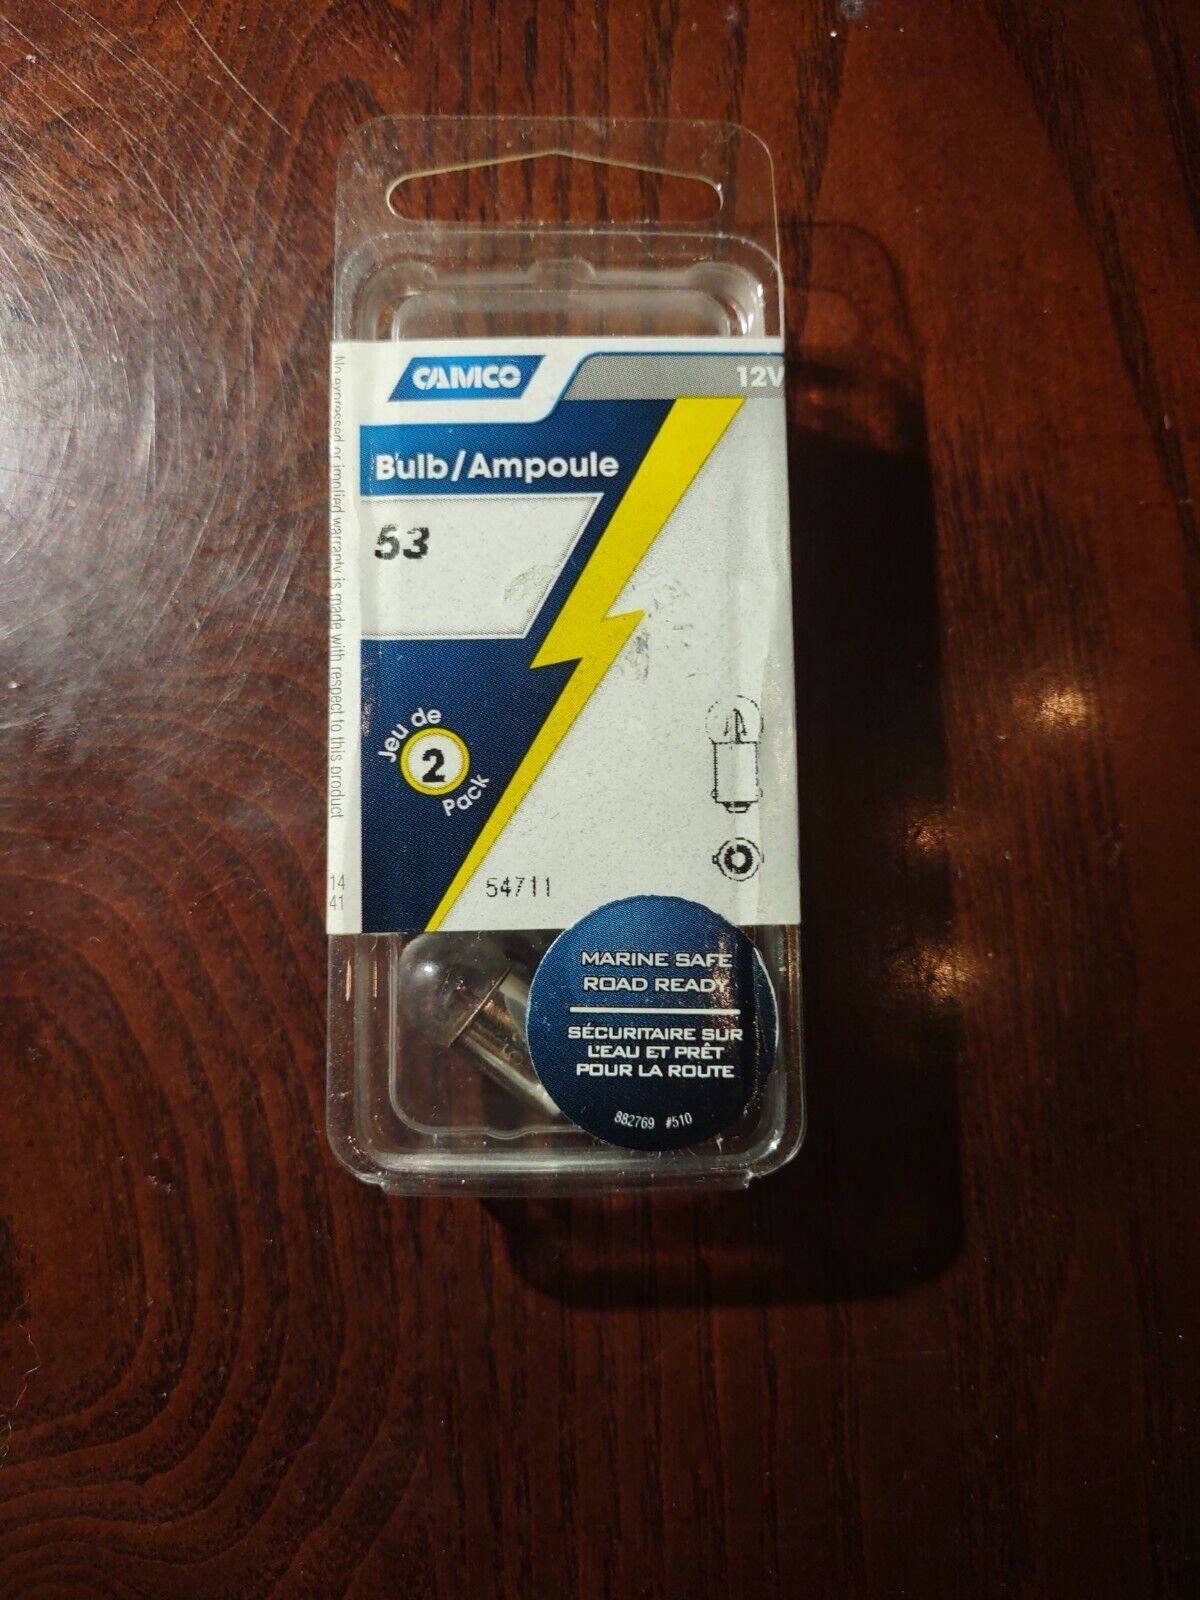 CAMCO
12V
Bulb/Ampoule
53
Jeu de
2
Pack
54711
No expressed or implied warranty is made with respect to this product
14
41
MARINE SAFE
ROAD READY
SÉCURITAIRE SUR
L'EAU ET PRÊT
POUR LA ROUTE
882769 #510